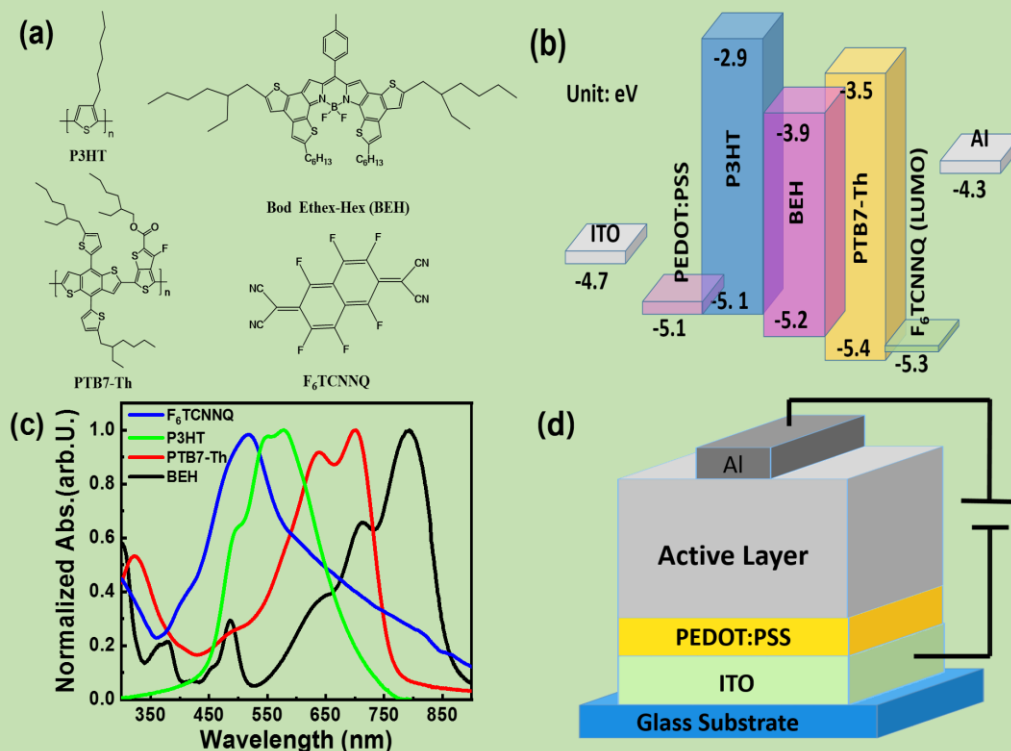 (a)
S
n
P3HT
N
N
B
F
F
S
S
S
S
C₆H₁₃
C₆H₁₃
Bod Ethex-Hex (BEH)
O
O
F
S
S
S
S
S
S
n
PTB7-Th
F
F
F
F
F
F
NC
CN
CN
CN
F₆TCNNQ
(b)
Unit: eV
ITO
-4.7
PEDOT:PSS
-5.1
-2.9
P3HT
-5. 1
-3.9
BEH
-5.2
-3.5
PTB7-Th
-5.4
F₆TCNNQ (LUMO)
-5.3
Al
-4.3
(c)
F₆TCNNQ
P3HT
PTB7-Th
BEH
Normalized Abs.(arb.U.)
1.0
0.8
0.6
0.4
0.2
0.0
350 450 550 650 750 850
Wavelength (nm)
(d)
Al
Active Layer
PEDOT:PSS
ITO
Glass Substrate